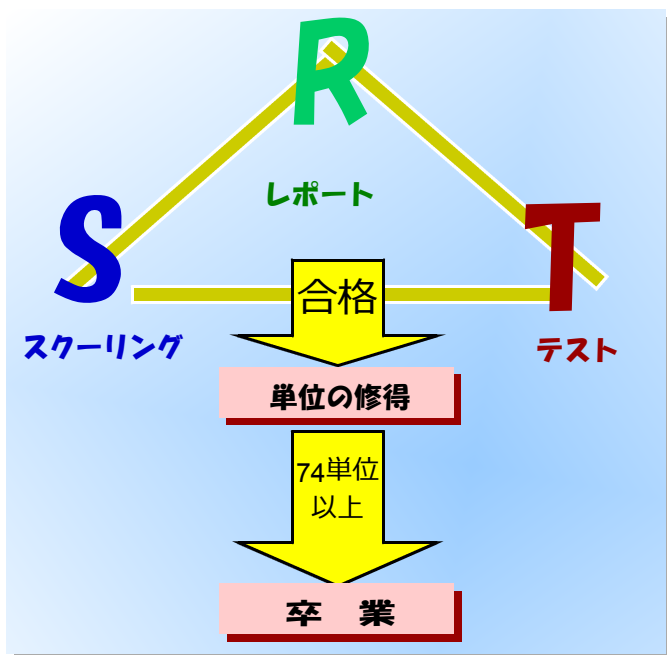 R
レポート
S
T
スクーリング
テスト
合格
単位の修得
74単位
以上
卒　業